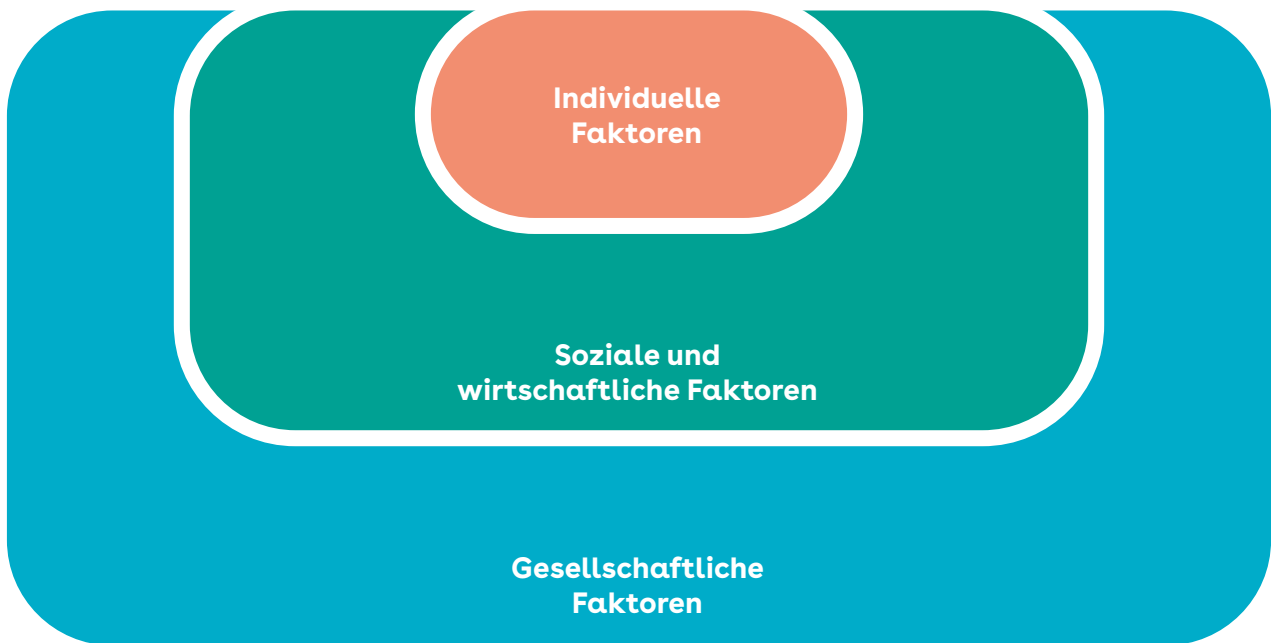 Individuelle
Faktoren
Soziale und
wirtschaftliche Faktoren
Gesellschaftliche
Faktoren